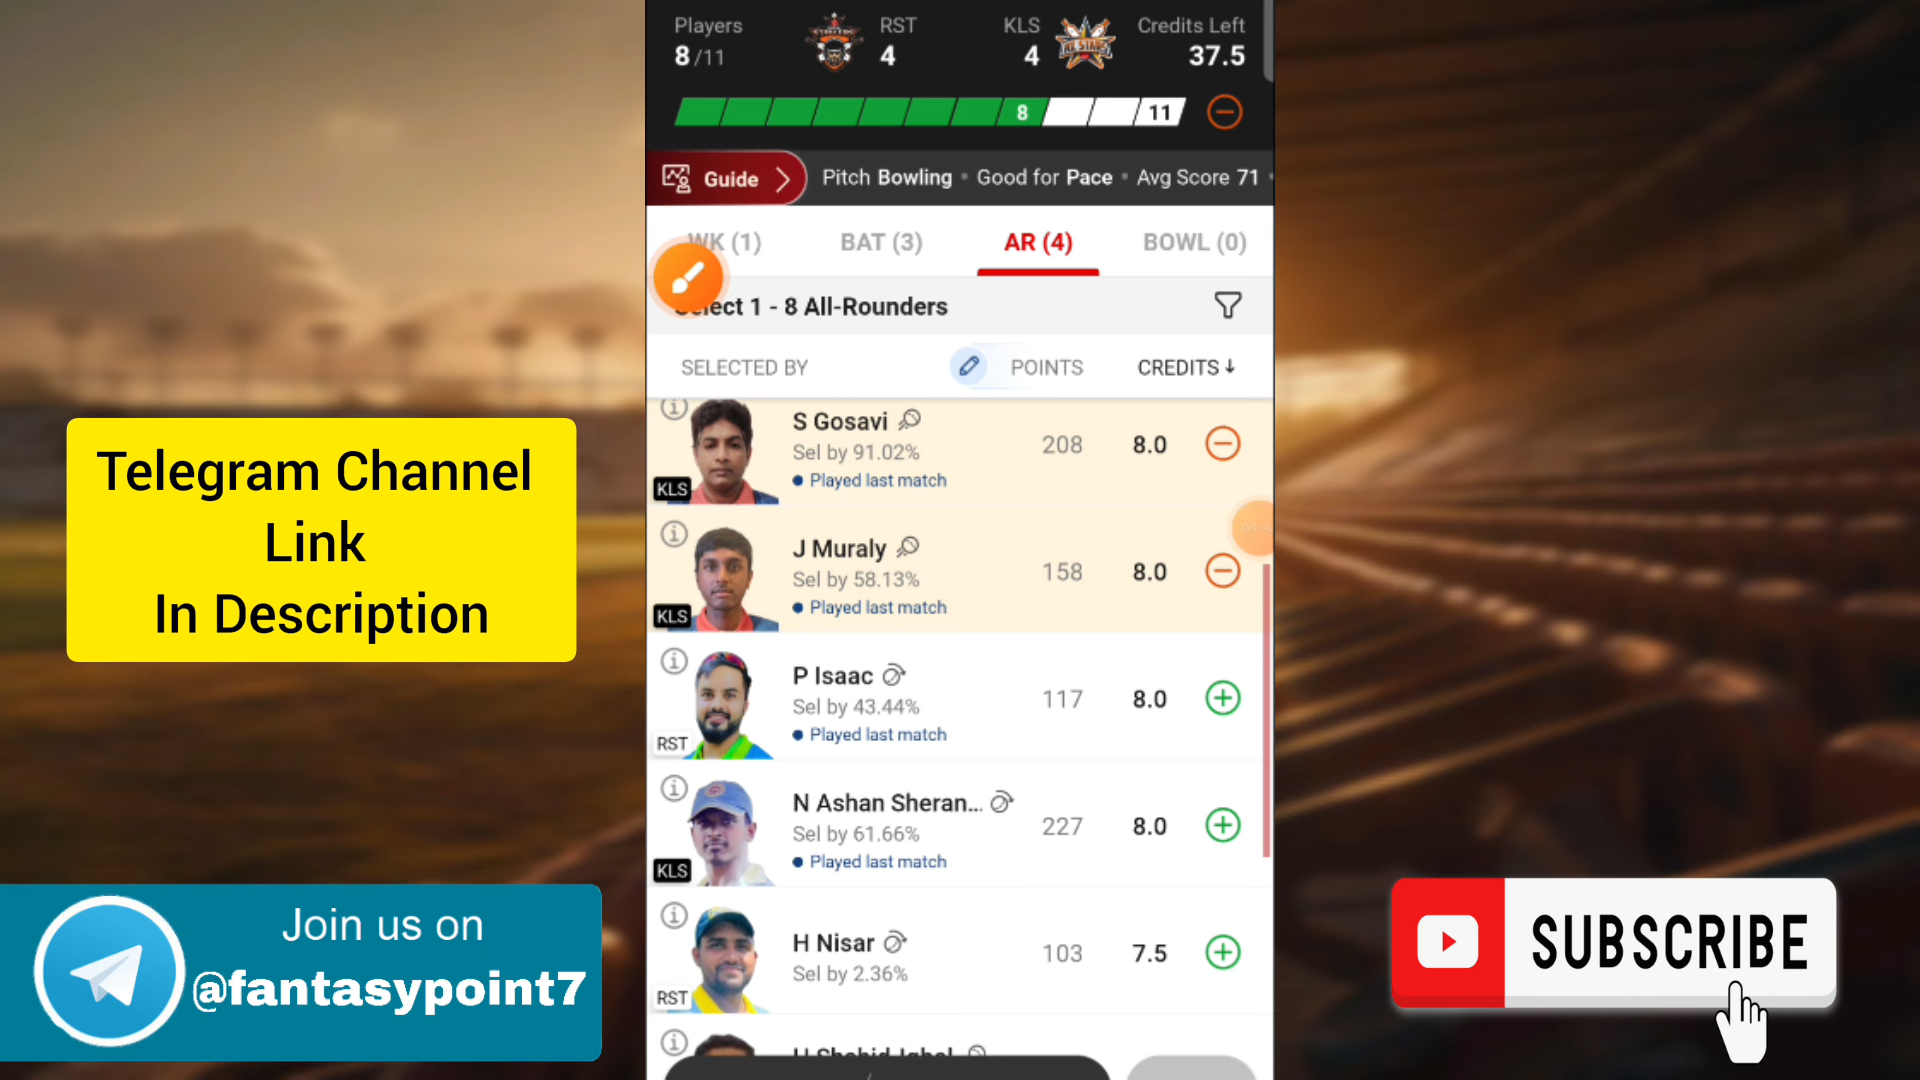 Players
8/11
RST
4
KLS
4
Credits Left
37.5
8
11
Guide
Pitch Bowling • Good for Pace • Avg Score 71
WK (1)
BAT (3)
AR (4)
BOWL (0)
1 - 8 All-Rounders
SELECTED BY
POINTS
CREDITS
S Gosavi
Sel by 91.02%
Played last match
KLS
208
8.0
J Muraly
Sel by 58.13%
Played last match
KLS
158
8.0
P Isaac
Sel by 43.44%
Played last match
RST
117
8.0
N Ashan Sheran...
Sel by 61.66%
Played last match
KLS
227
8.0
H Nisar
Sel by 2.36%
RST
103
7.5
Telegram Channel
Link
In Description
Join us on
@fantasypoint7
SUBSCRIBE